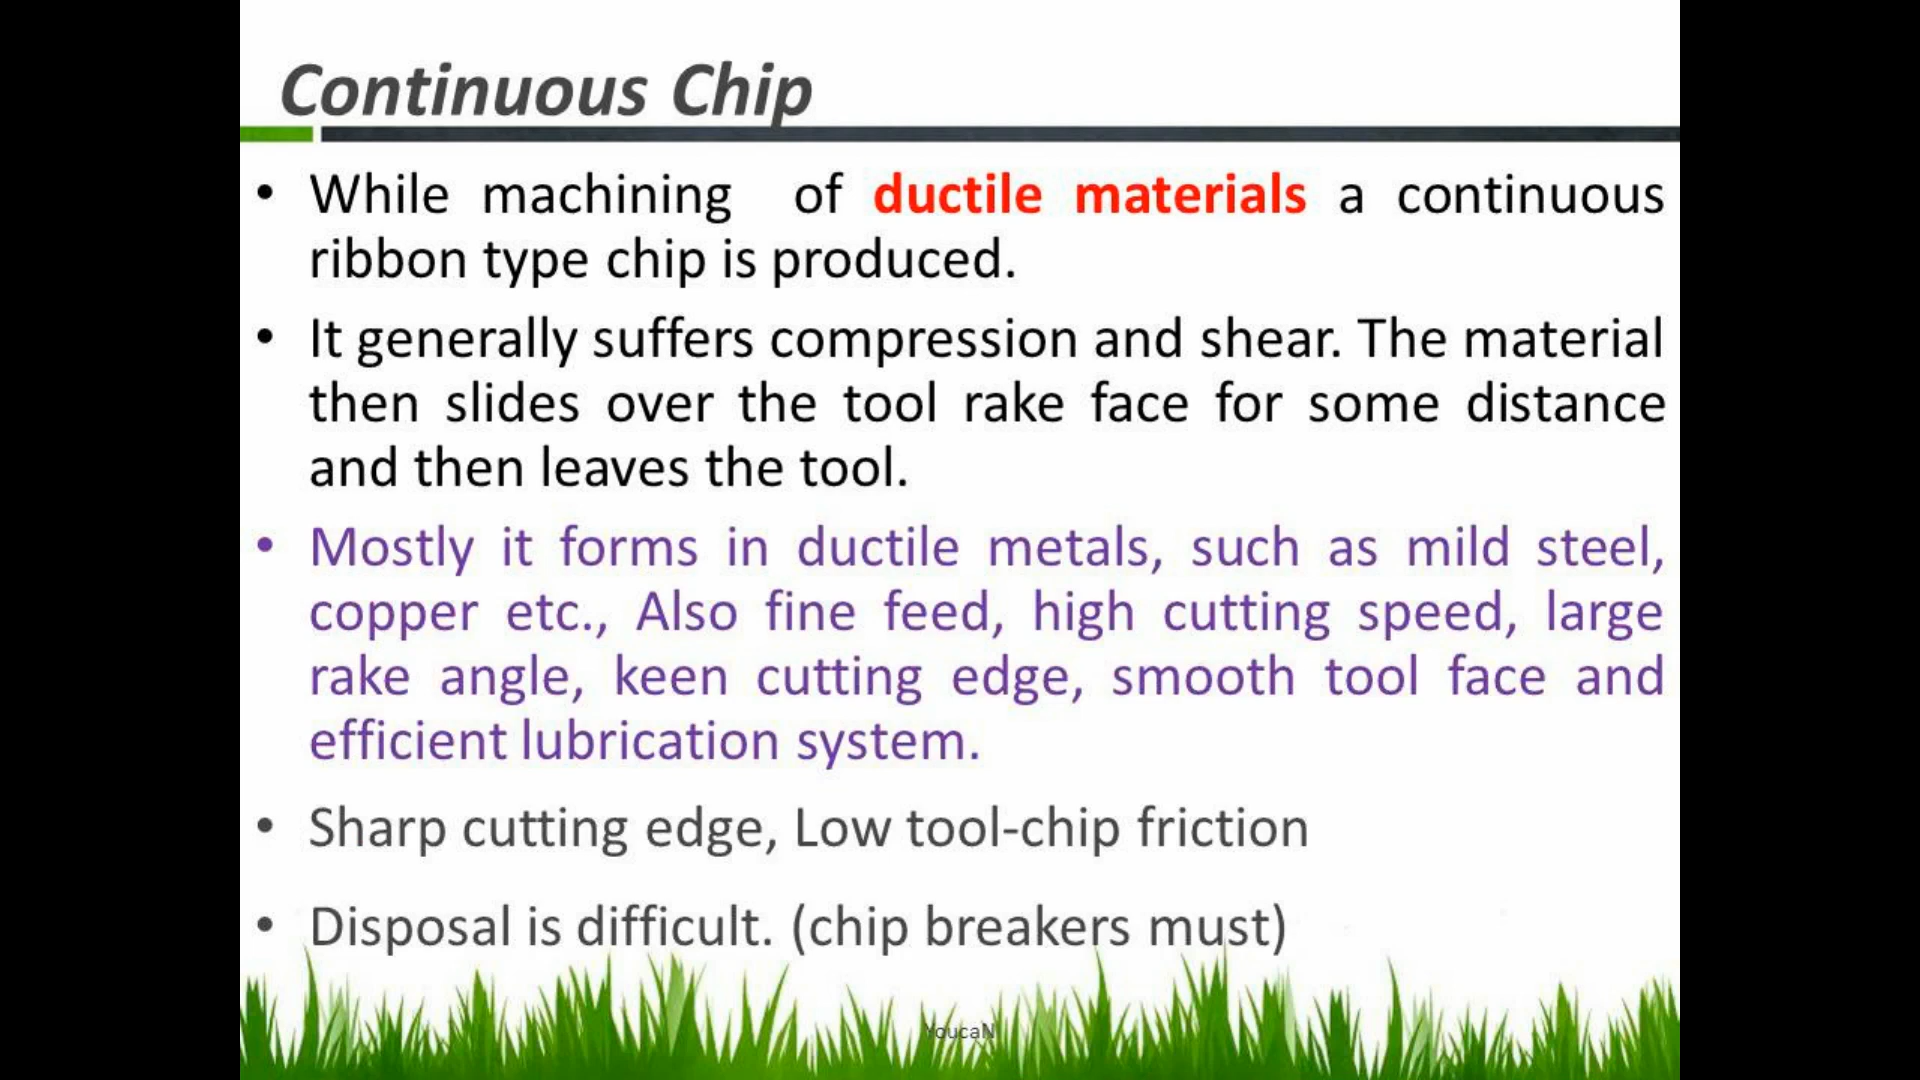 Continuous Chip
• While machining of ductile materials a continuous
ribbon type chip is produced.
• It generally suffers compression and shear. The material
then slides over the tool rake face for some distance
and then leaves the tool.
• Mostly it forms in ductile metals, such as mild steel,
copper etc., Also fine feed, high cutting speed, large
rake angle, keen cutting edge, smooth tool face and
efficient lubrication system.
• Sharp cutting edge, Low tool-chip friction
• Disposal is difficult. (chip breakers must)
YoucaN